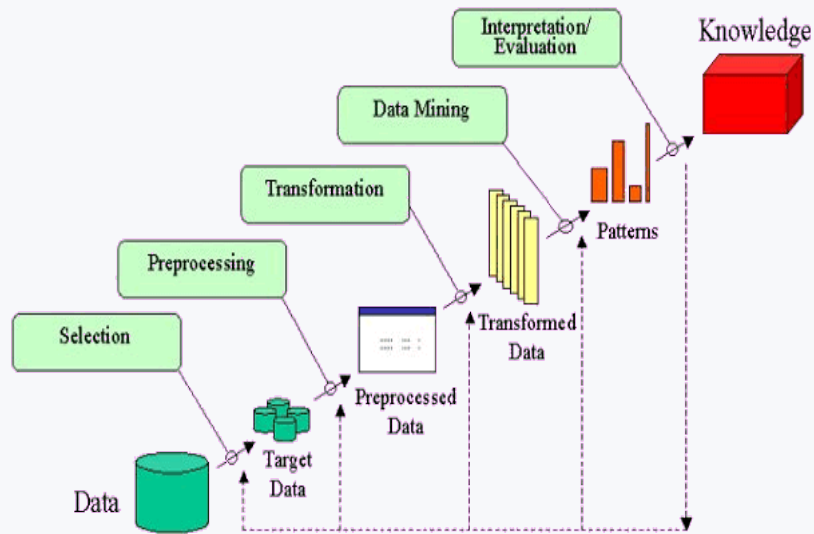 Interpretation/
Evaluation
Knowledge
Data Mining
Transformation
Patterns
Preprocessing
Transformed
Data
Selection
Preprocessed
Data
Target
Data
Data